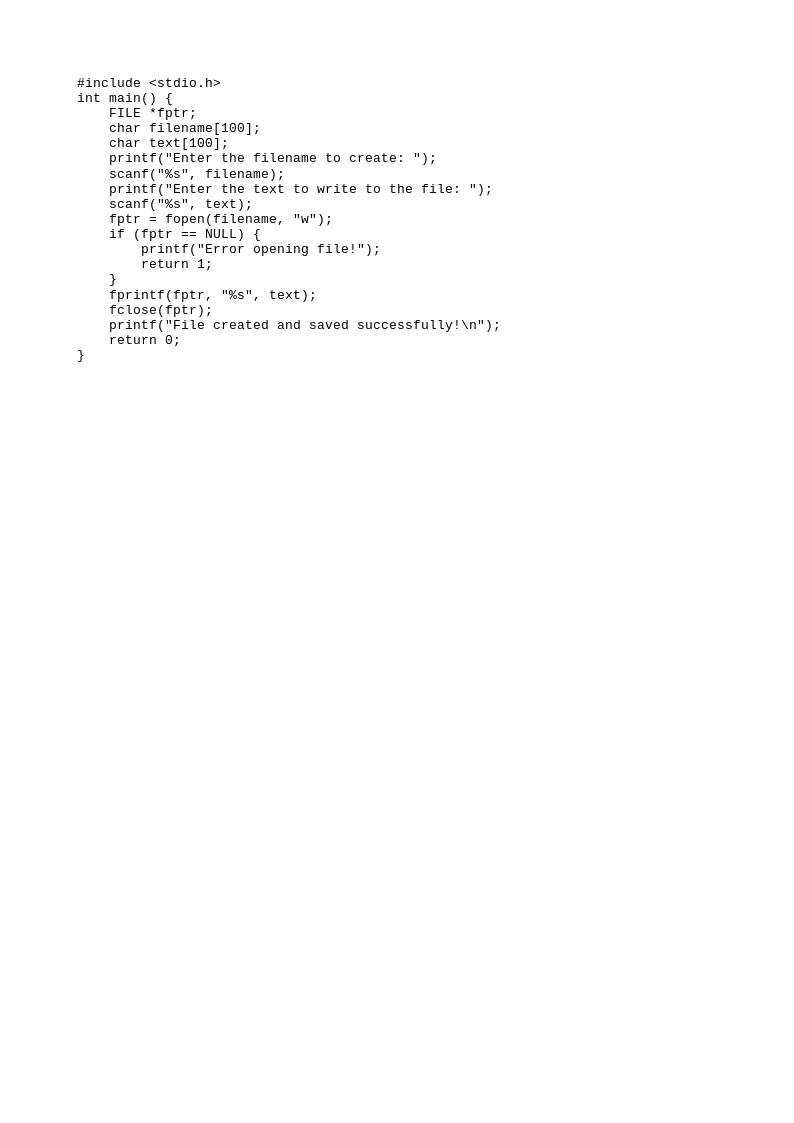 #include <stdio.h>
int main() {
    FILE *fptr;
    char filename[100];
    char text[100];
    printf("Enter the filename to create: ");
    scanf("%s", filename);
    printf("Enter the text to write to the file: ");
    scanf("%s", text);
    fptr = fopen(filename, "w");
    if (fptr == NULL) {
        printf("Error opening file!");
        return 1;
    }
    fprintf(fptr, "%s", text);
    fclose(fptr);
    printf("File created and saved successfully!\n");
    return 0;
}